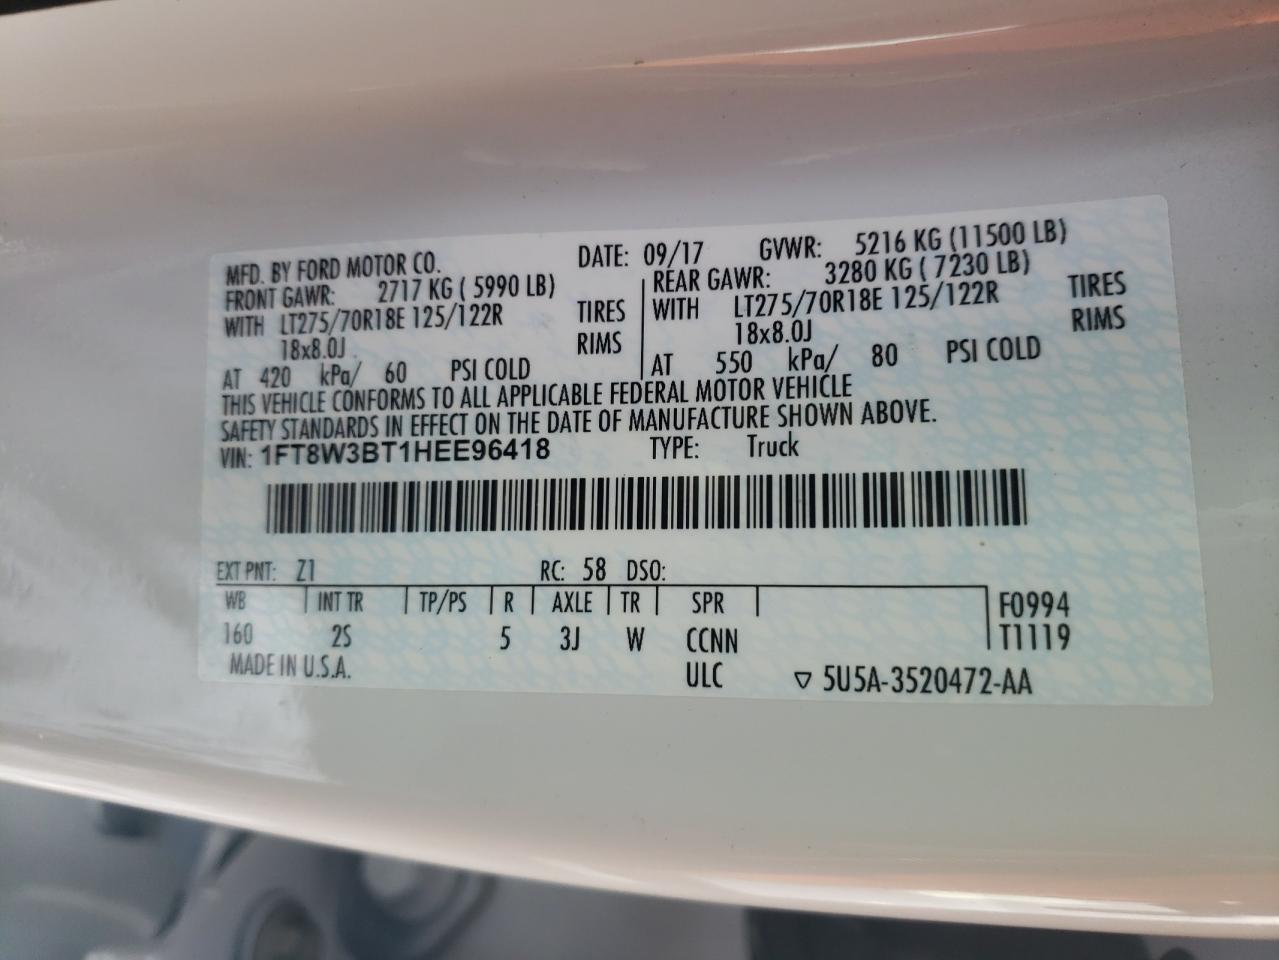 MFD. BY FORD MOTOR CO. DATE: 09/17 GVWR: 5216 KG (11500 LB)
FRONT GAWR: 2717 KG ( 5990 LB) REAR GAWR: 3280 KG ( 7230 LB)
WITH LT275/70R18E 125/122R TIRES WITH LT275/70R18E 125/122R TIRES
18x8.0J RIMS 18x8.0J RIMS
AT 420 kPa/ 60 PSI COLD AT 550 kPa/ 80 PSI COLD
THIS VEHICLE CONFORMS TO ALL APPLICABLE FEDERAL MOTOR VEHICLE
SAFETY STANDARDS IN EFFECT ON THE DATE OF MANUFACTURE SHOWN ABOVE.
VIN: 1FT8W3BT1HEE96418 TYPE: Truck
EXT PNT: Z1 RC: 58 DSO:
WB INT TR TP/PS R AXLE TR SPR F0994
160 2S 5 3J W CCNN T1119
MADE IN U.S.A. ULC ▽ 5U5A-3520472-AA